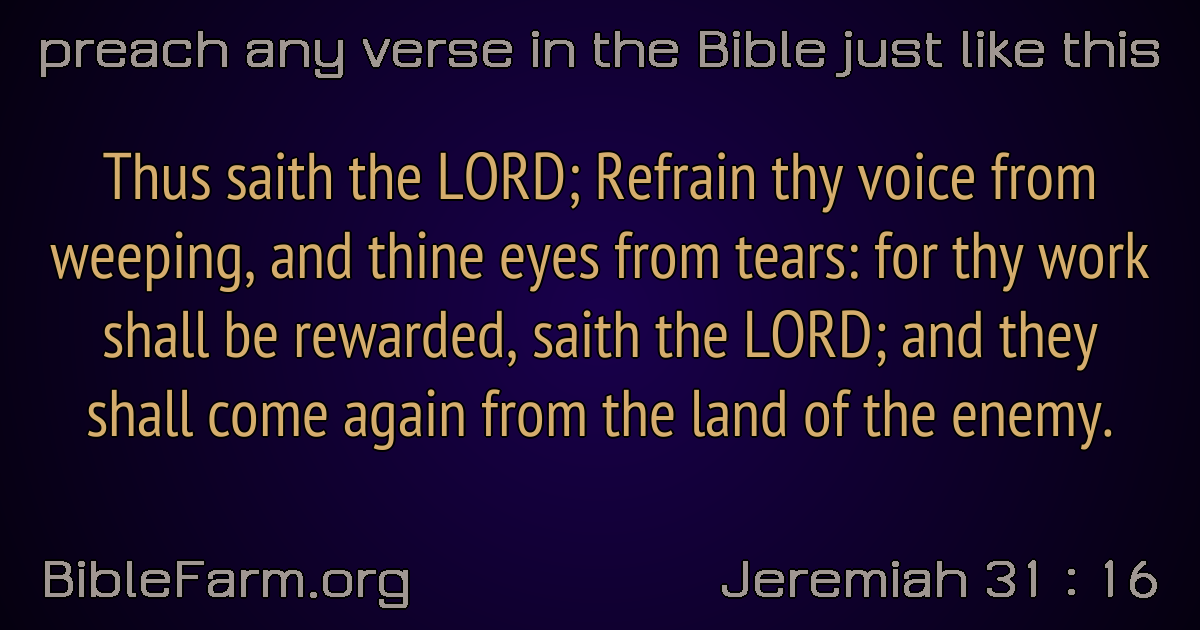 preach any verse in the Bible just like this
Thus saith the LORD; Refrain thy voice from
weeping, and thine eyes from tears: for thy work
shall be rewarded, saith the LORD; and they
shall come again from the land of the enemy.
BibleFarm.org
Jeremiah 31 : 16